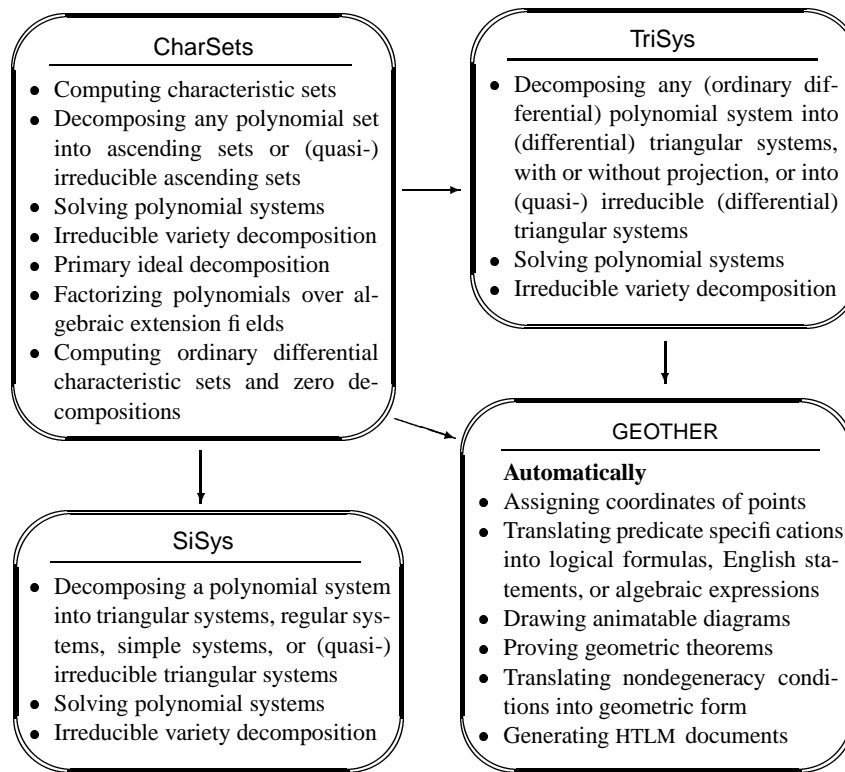 CharSets
• Computing characteristic sets
• Decomposing any polynomial set
into ascending sets or (quasi-)
irreducible ascending sets
• Solving polynomial systems
• Irreducible variety decomposition
• Primary ideal decomposition
• Factorizing polynomials over al-
gebraic extension fi elds
• Computing ordinary differential
characteristic sets and zero de-
compositions
TriSys
• Decomposing any (ordinary dif-
ferential) polynomial system into
(differential) triangular systems,
with or without projection, or into
(quasi-) irreducible (differential)
triangular systems
• Solving polynomial systems
• Irreducible variety decomposition
SiSys
• Decomposing a polynomial system
into triangular systems, regular sys-
tems, simple systems, or (quasi-)
irreducible triangular systems
• Solving polynomial systems
• Irreducible variety decomposition
GEOTHER
Automatically
• Assigning coordinates of points
• Translating predicate specifi cations
into logical formulas, English sta-
tements, or algebraic expressions
• Drawing animatable diagrams
• Proving geometric theorems
• Translating nondegeneracy condi-
tions into geometric form
• Generating HTLM documents